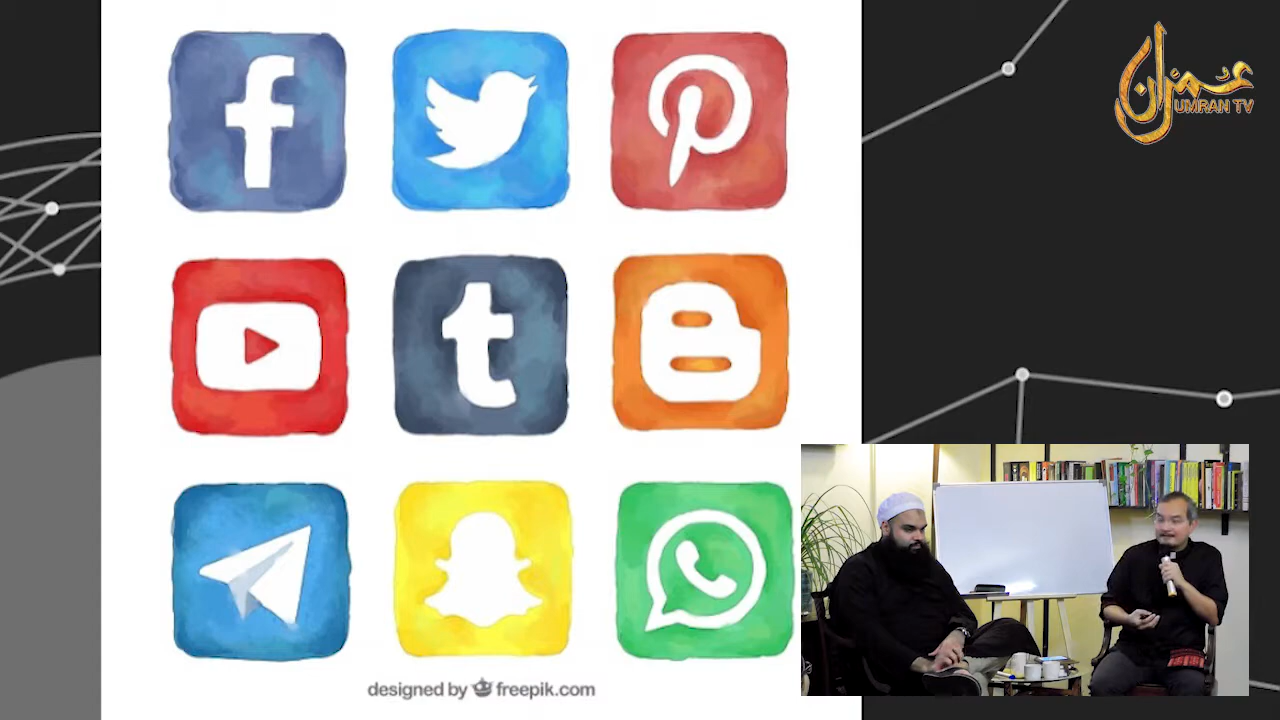 عمران
UMRAN TV
designed by freepik.com